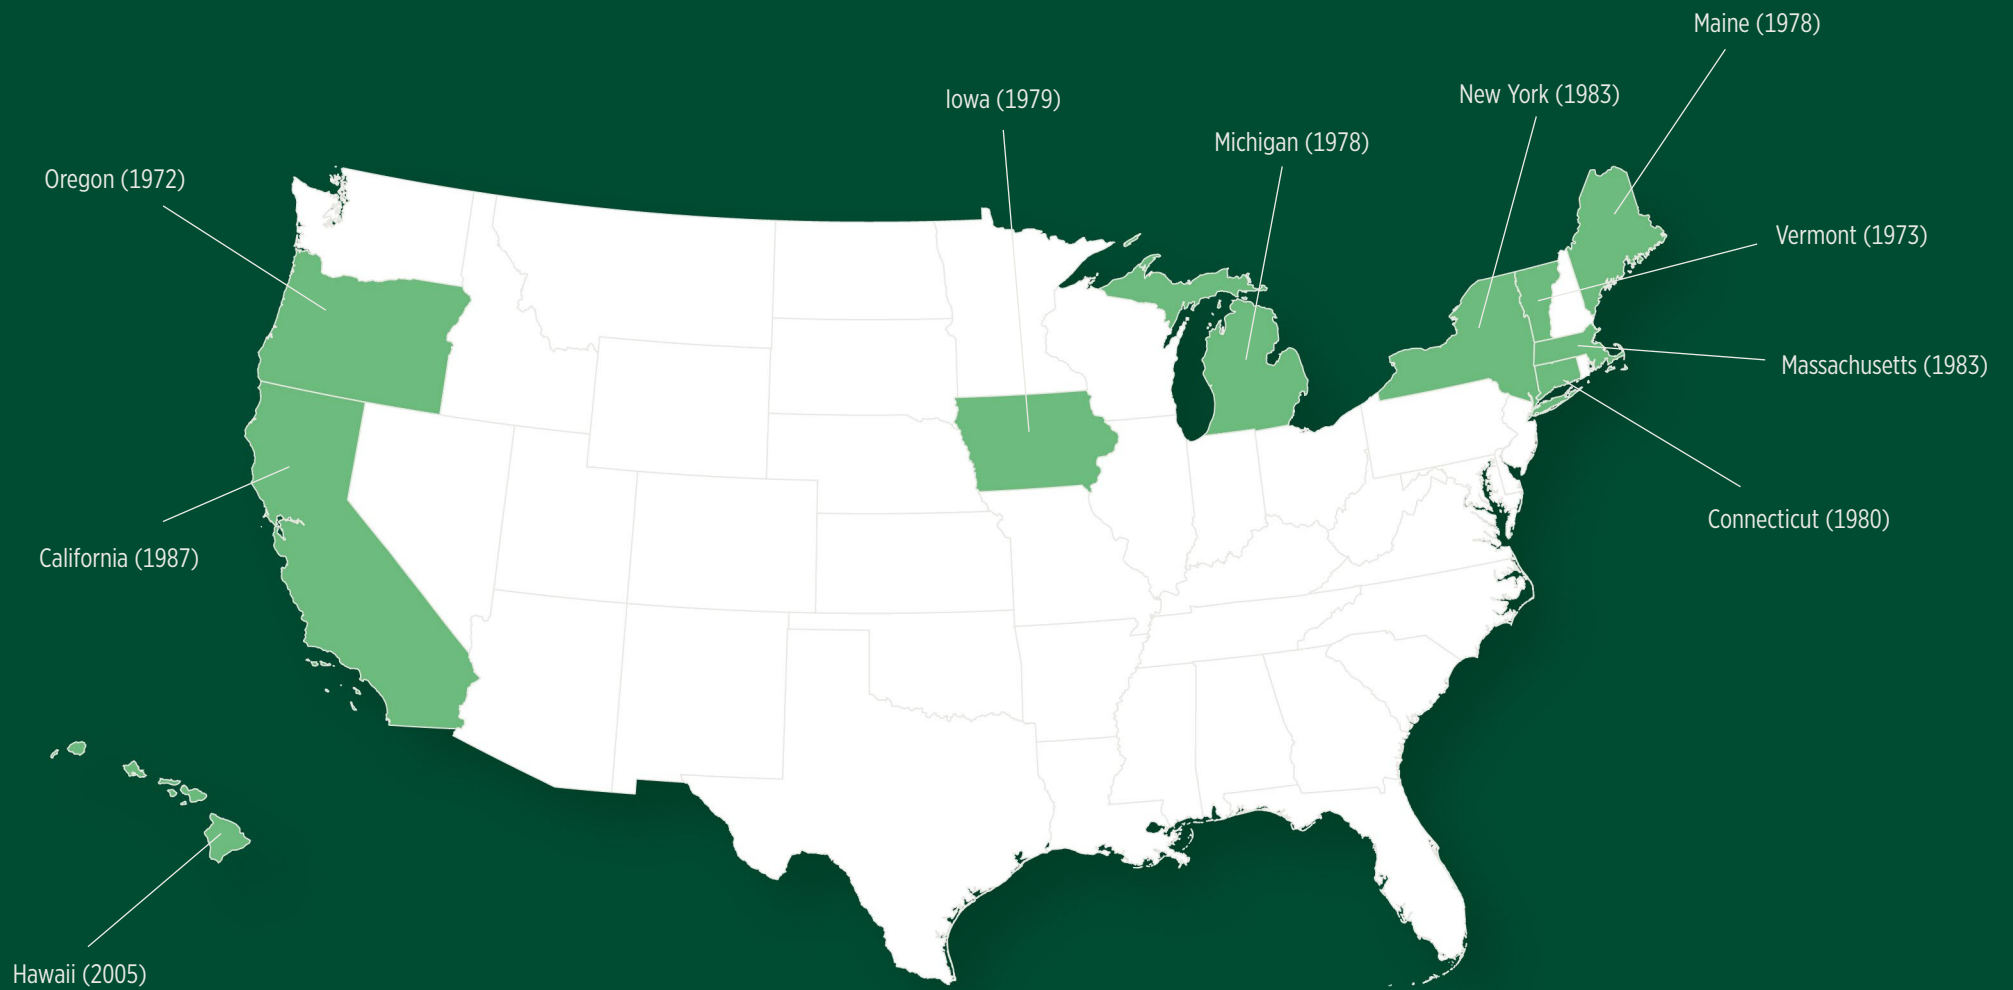 Maine (1978)
New York (1983)
Iowa (1979)
Michigan (1978)
Oregon (1972)
Vermont (1973)
Massachusetts (1983)
Connecticut (1980)
California (1987)
Hawaii (2005)